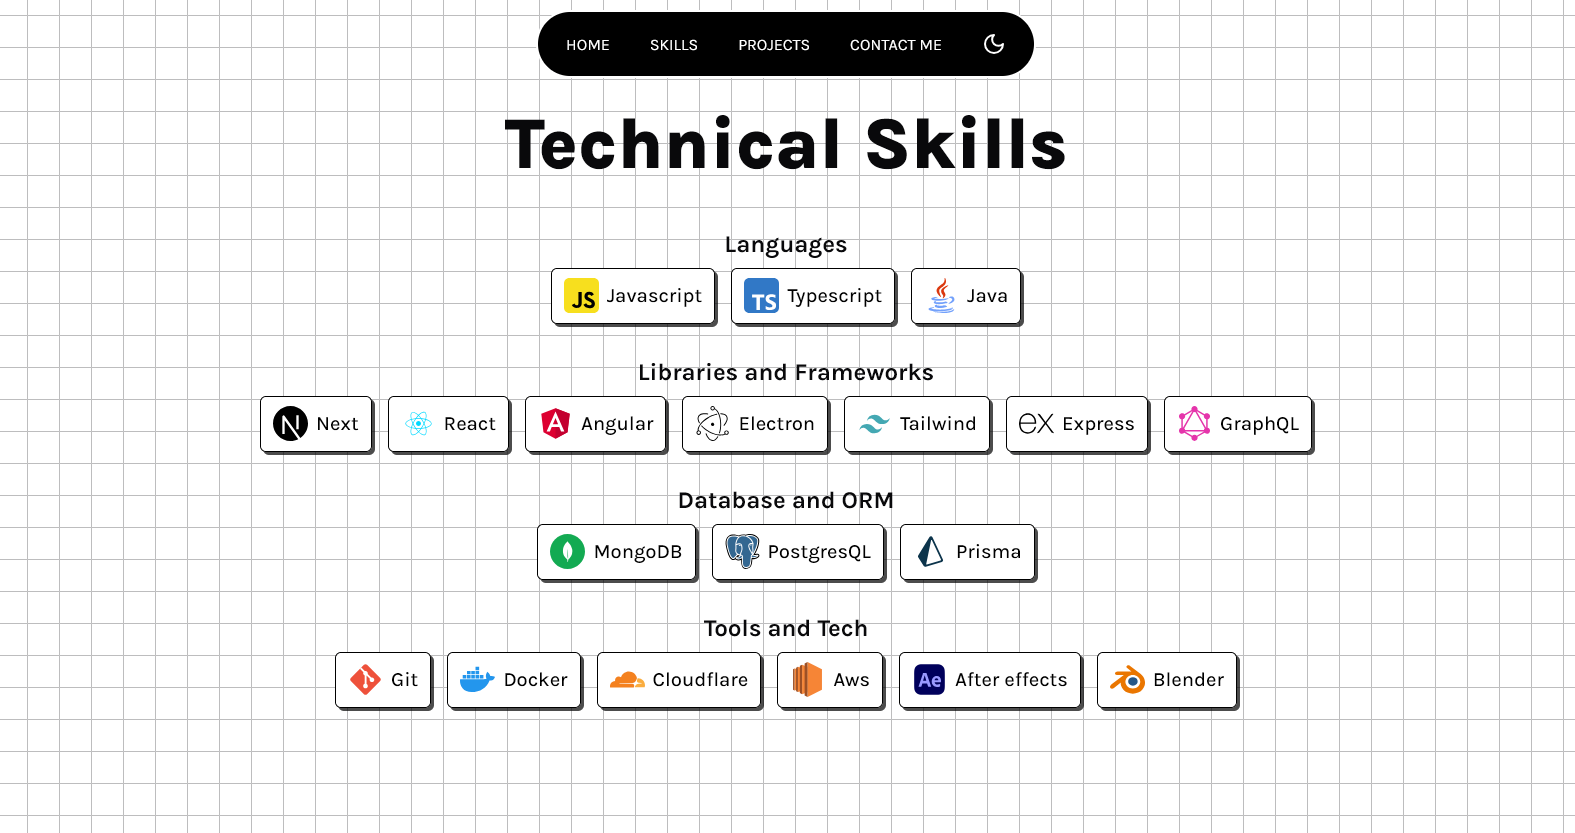 HOME SKILLS PROJECTS CONTACT ME
Technical Skills
Languages
JS Javascript TS Typescript Java
Libraries and Frameworks
N Next React A Angular Electron Tailwind ex Express GraphQL
Database and ORM
MongoDB PostgresQL Prisma
Tools and Tech
Git Docker Cloudflare Aws Ae After effects Blender